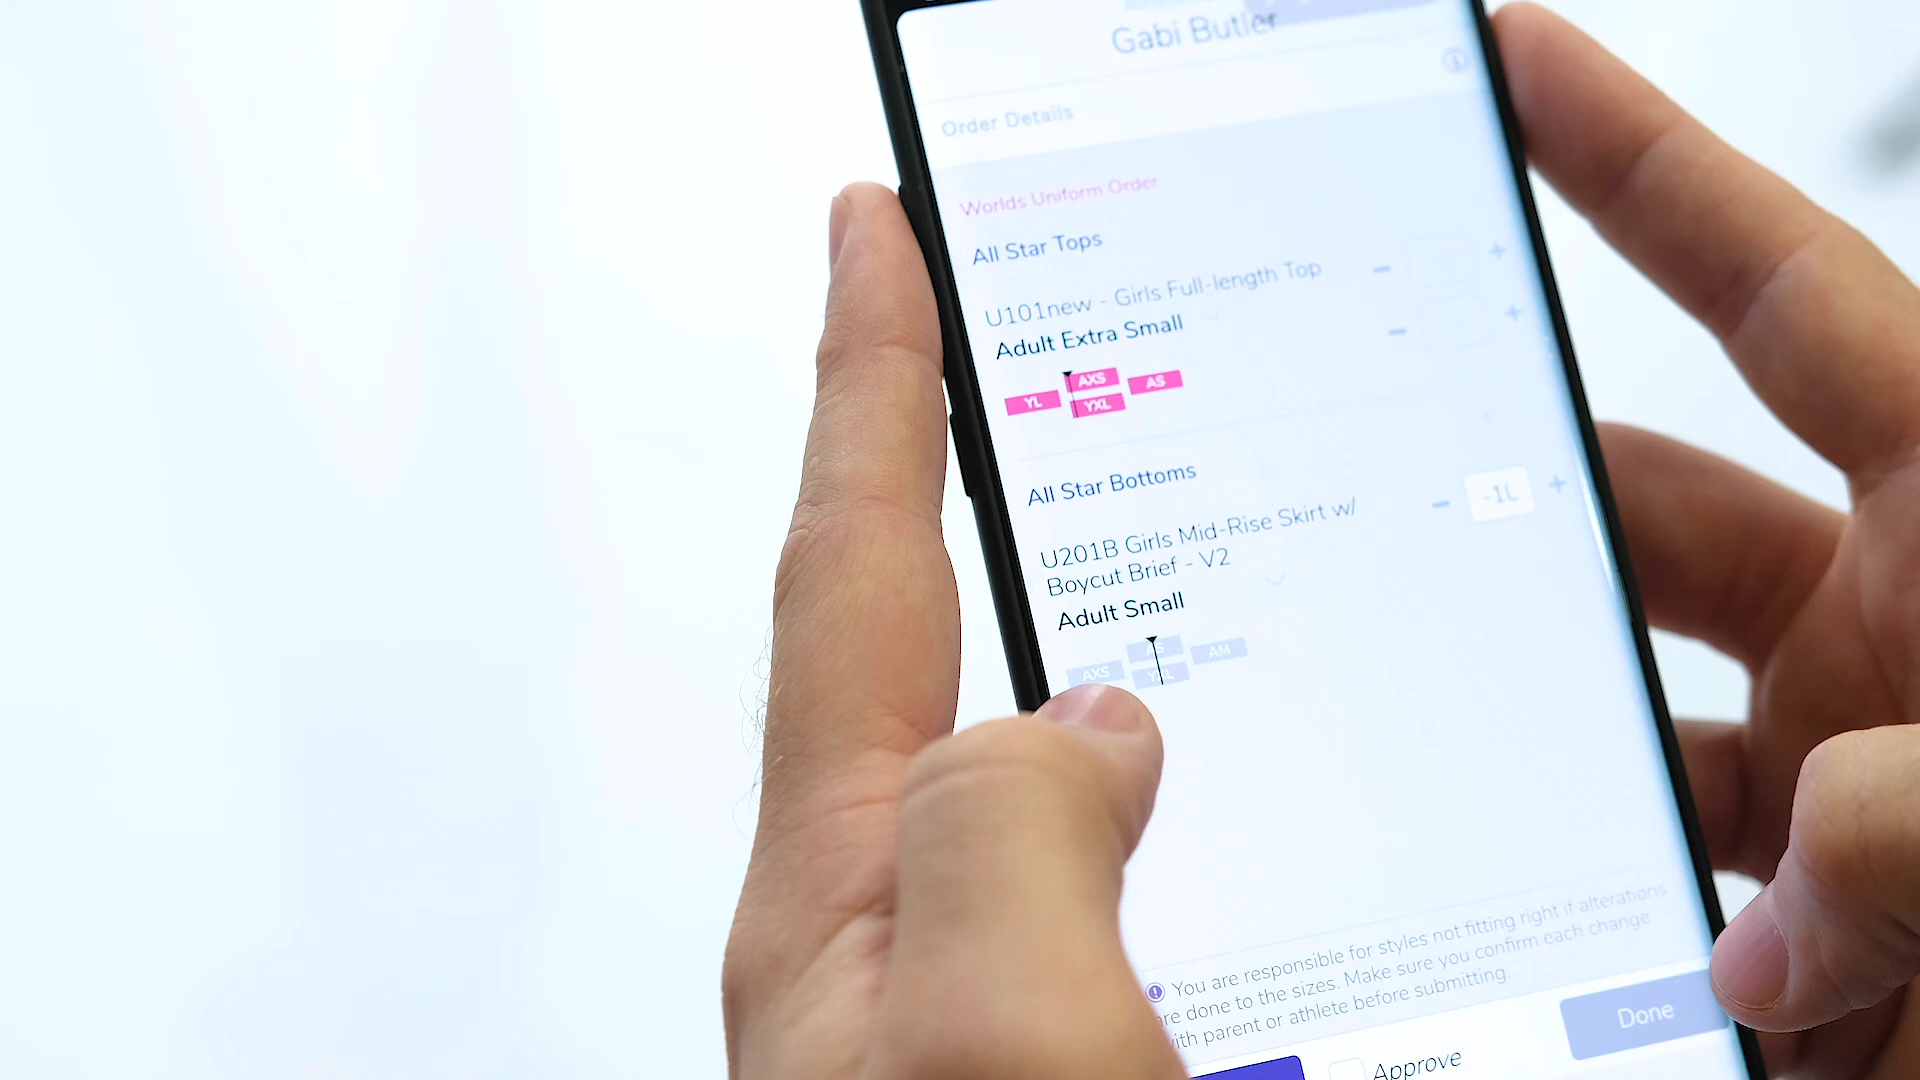 Gabi Butler
Order Details
Worlds Uniform Order
All Star Tops
U101new - Girls Full-length Top
Adult Extra Small
AXS
AS
YL
YXL
All Star Bottoms
-1L
U201B Girls Mid-Rise Skirt w/
Boycut Brief - V2
Adult Small
AS
AM
AXS
YXL
You are responsible for styles not fitting right if alterations
re done to the sizes. Make sure you confirm each change
ith parent or athlete before submitting.
Done
Approve